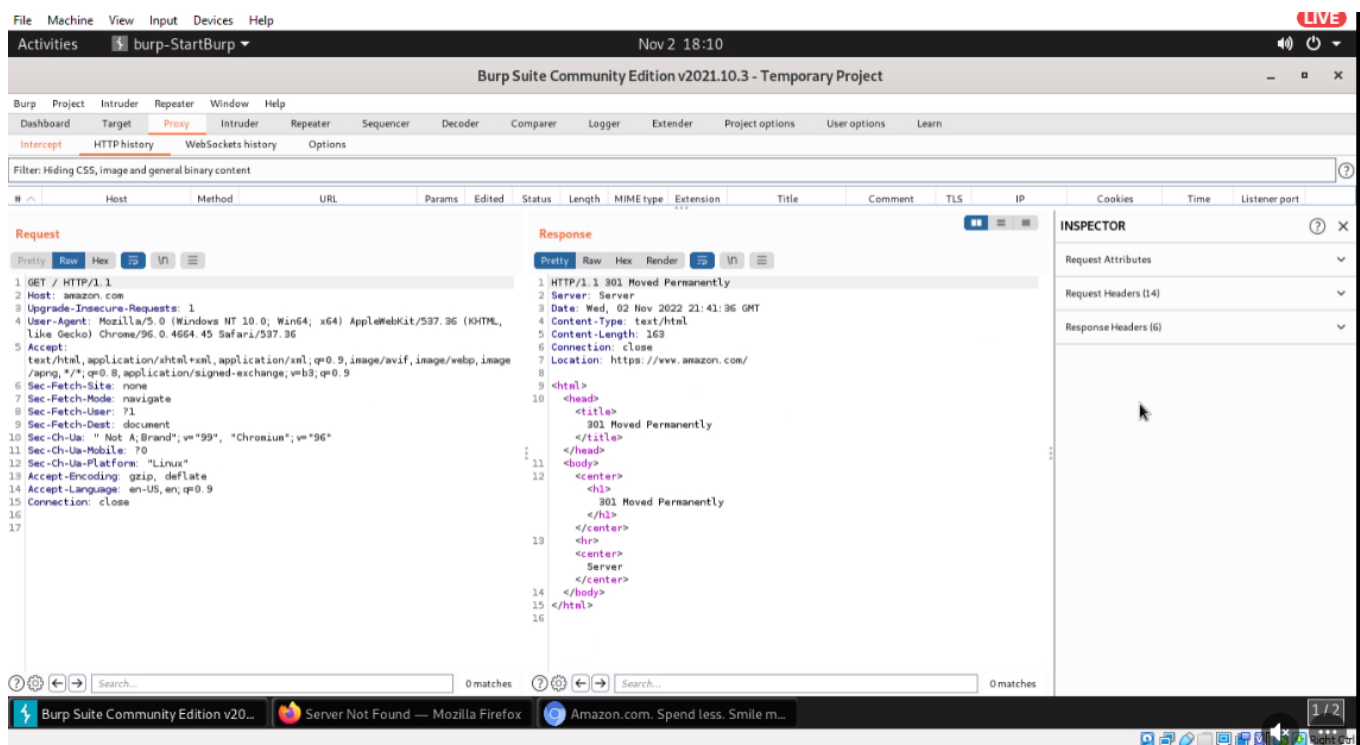 File Machine View Input Devices Help
LIVE
Activities burp-StartBurp Nov 2 18:10
Burp Suite Community Edition v2021.10.3 - Temporary Project
Burp Project Intruder Repeater Window Help
Dashboard Target Proxy Intruder Repeater Sequencer Decoder Comparer Logger Extender Project options User options Learn
Intercept HTTP history WebSockets history Options
Filter: Hiding CSS, image and general binary content
# Host Method URL Params Edited Status Length MIME type Extension Title Comment TLS IP Cookies Time Listener port
Request
Pretty Raw Hex \n
1 GET / HTTP/1.1
2 Host: amazon.com
3 Upgrade-Insecure-Requests: 1
4 User-Agent: Mozilla/5.0 (Windows NT 10.0; Win64; x64) AppleWebKit/537.36 (KHTML,
like Gecko) Chrome/96.0.4664.45 Safari/537.36
5 Accept:
text/html,application/xhtml+xml,application/xml;q=0.9,image/avif,image/webp,image
/apng,*/*;q=0.8,application/signed-exchange;v=b3;q=0.9
6 Sec-Fetch-Site: none
7 Sec-Fetch-Mode: navigate
8 Sec-Fetch-User: ?1
9 Sec-Fetch-Dest: document
10 Sec-Ch-Ua: " Not A;Brand";v="99", "Chromium";v="96"
11 Sec-Ch-Ua-Mobile: ?0
12 Sec-Ch-Ua-Platform: "Linux"
13 Accept-Encoding: gzip, deflate
14 Accept-Language: en-US,en;q=0.9
15 Connection: close
16
17
Search... 0 matches
Response
Pretty Raw Hex Render \n
1 HTTP/1.1 301 Moved Permanently
2 Server: Server
3 Date: Wed, 02 Nov 2022 21:41:36 GMT
4 Content-Type: text/html
5 Content-Length: 163
6 Connection: close
7 Location: https://www.amazon.com/
8
9 <html>
10 <head>
<title>
301 Moved Permanently
</title>
</head>
11 <body>
12 <center>
<h1>
301 Moved Permanently
</h1>
</center>
13 <hr>
<center>
Server
</center>
14 </body>
15 </html>
16
Search... 0 matches
INSPECTOR
Request Attributes
Request Headers (14)
Response Headers (6)
Burp Suite Community Edition v20... Server Not Found — Mozilla Firefox Amazon.com. Spend less. Smile m... 1/2
Right Ctrl